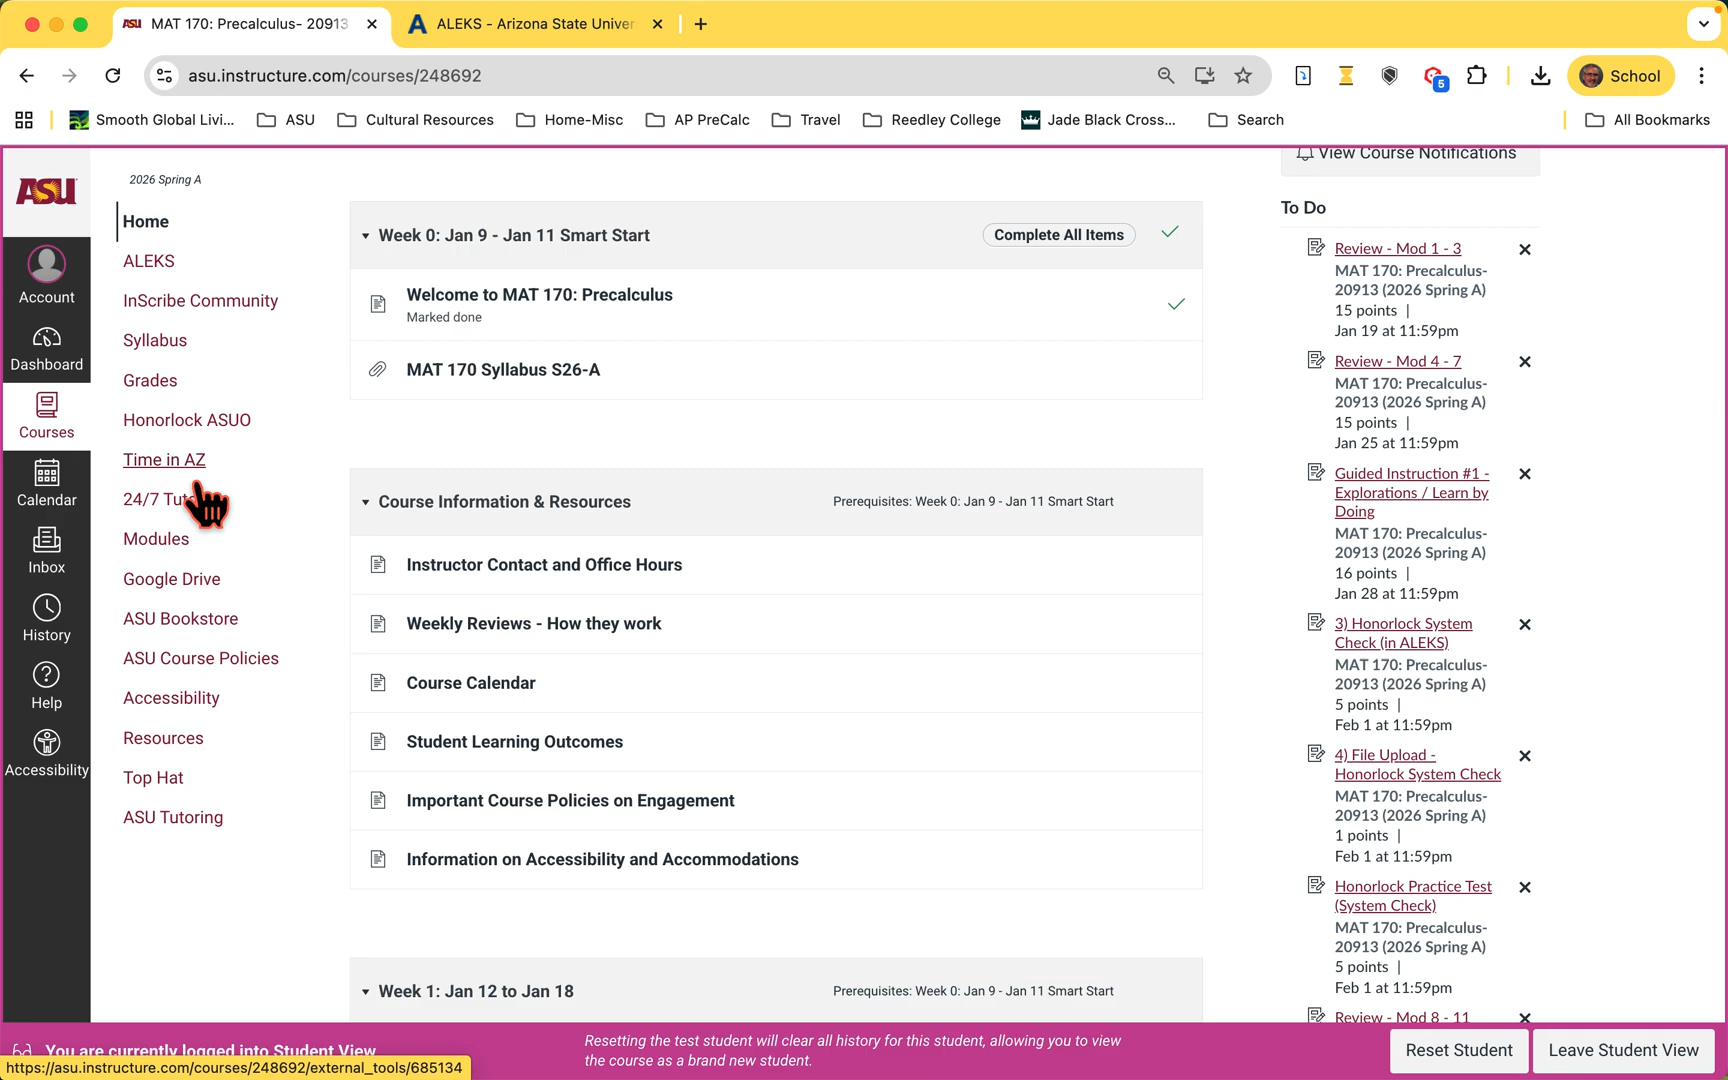 MAT 170: Precalculus- 20913
ALEKS - Arizona State Univer
asu.instructure.com/courses/248692
5
School
Smooth Global Livi...
ASU
Cultural Resources
Home-Misc
AP PreCalc
Travel
Reedley College
Jade Black Cross...
Search
All Bookmarks
ASU
Account
Dashboard
Courses
Calendar
Inbox
History
Help
Accessibility
2026 Spring A
Home
ALEKS
InScribe Community
Syllabus
Grades
Honorlock ASUO
Time in AZ
24/7
Modules
Google Drive
ASU Bookstore
ASU Course Policies
Accessibility
Resources
Top Hat
ASU Tutoring
Week 0: Jan 9 - Jan 11 Smart Start
Complete All Items
Welcome to MAT 170: Precalculus
Marked done
MAT 170 Syllabus S26-A
Course Information & Resources
Prerequisites: Week 0: Jan 9 - Jan 11 Smart Start
Instructor Contact and Office Hours
Weekly Reviews - How they work
Course Calendar
Student Learning Outcomes
Important Course Policies on Engagement
Information on Accessibility and Accommodations
Week 1: Jan 12 to Jan 18
Prerequisites: Week 0: Jan 9 - Jan 11 Smart Start
View Course Notifications
To Do
Review - Mod 1 - 3
MAT 170: Precalculus-
20913 (2026 Spring A)
15 points |
Jan 19 at 11:59pm
Review - Mod 4 - 7
MAT 170: Precalculus-
20913 (2026 Spring A)
15 points |
Jan 25 at 11:59pm
Guided Instruction #1 -
Explorations / Learn by
Doing
MAT 170: Precalculus-
20913 (2026 Spring A)
16 points |
Jan 28 at 11:59pm
3) Honorlock System
Check (in ALEKS)
MAT 170: Precalculus-
20913 (2026 Spring A)
5 points |
Feb 1 at 11:59pm
4) File Upload -
Honorlock System Check
MAT 170: Precalculus-
20913 (2026 Spring A)
1 points |
Feb 1 at 11:59pm
Honorlock Practice Test
(System Check)
MAT 170: Precalculus-
20913 (2026 Spring A)
5 points |
Feb 1 at 11:59pm
Review - Mod 8 - 11
You are currently logged into Student View
Resetting the test student will clear all history for this student, allowing you to view
the course as a brand new student.
Reset Student
Leave Student View
https://asu.instructure.com/courses/248692/external_tools/685134